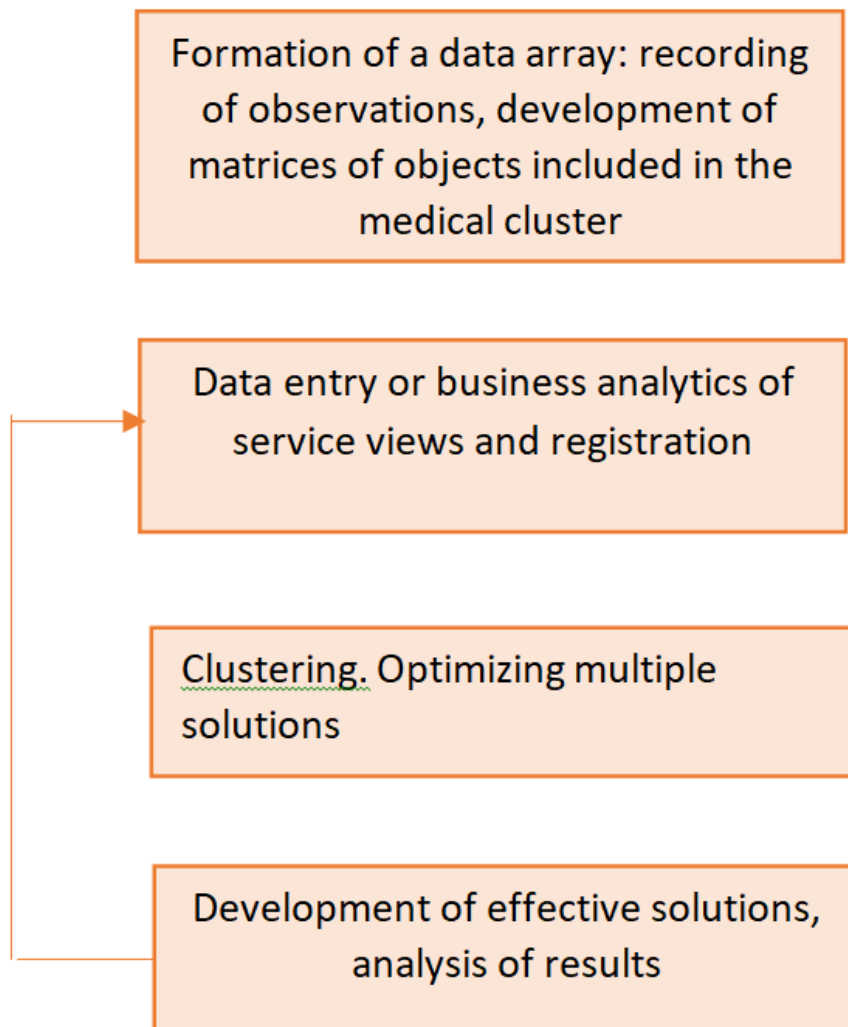 Formation of a data array: recording
of observations, development of
matrices of objects included in the
medical cluster
Data entry or business analytics of
service views and registration
Clustering. Optimizing multiple
solutions
Development of effective solutions,
analysis of results